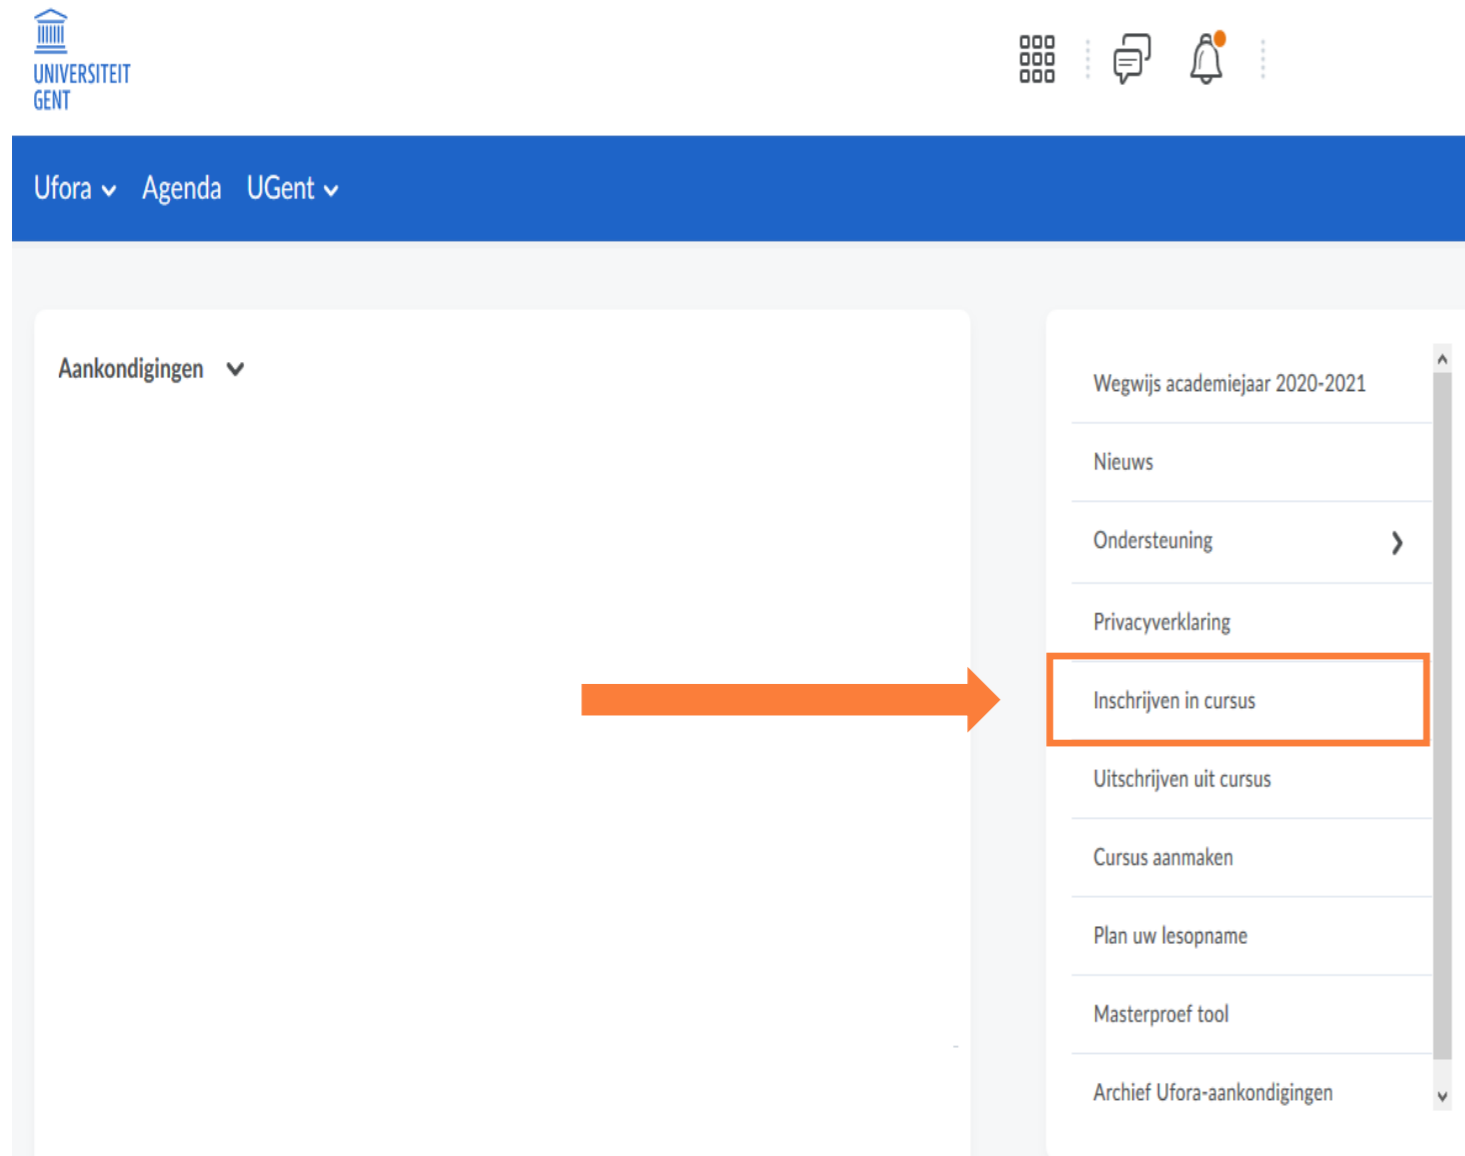 UNIVERSITEIT
GENT
Ufora Agenda UGent
Aankondigingen
Wegwijs academiejaar 2020-2021
Nieuws
Ondersteuning
Privacyverklaring
Inschrijven in cursus
Uitschrijven uit cursus
Cursus aanmaken
Plan uw lesopname
Masterproef tool
Archief Ufora-aankondigingen